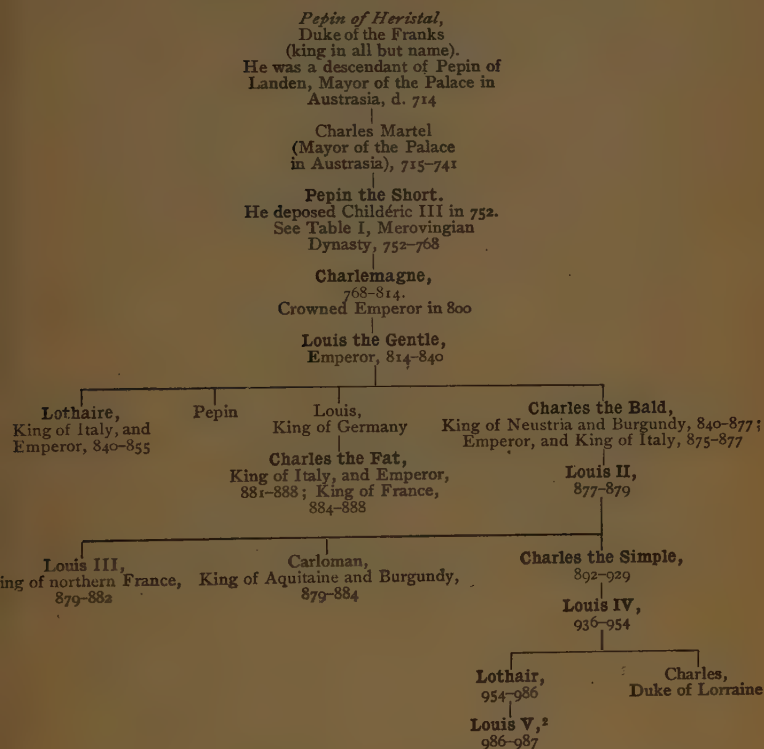 Pepin of Heristal,
Duke of the Franks
(king in all but name).
He was a descendant of Pepin of
Landen, Mayor of the Palace in
Austrasia, d. 714
Charles Martel
(Mayor of the Palace
in Austrasia), 715–741
Pepin the Short.
He deposed Childéric III in 752.
See Table I, Merovingian
Dynasty, 752–768
Charlemagne,
768–814.
Crowned Emperor in 800
Louis the Gentle,
Emperor, 814–840
Lothaire,
King of Italy, and
Emperor, 840–855
Pepin
Louis,
King of Germany
Charles the Fat,
King of Italy, and Emperor,
881–888; King of France,
884–888
Charles the Bald,
King of Neustria and Burgundy, 840–877;
Emperor, and King of Italy, 875–877
Louis II,
877–879
Louis III,
ing of northern France,
879–882
Carloman,
King of Aquitaine and Burgundy,
879–884
Charles the Simple,
892–929
Louis IV,
936–954
Lothair,
954–986
Charles,
Duke of Lorraine
Louis V,²
986–987